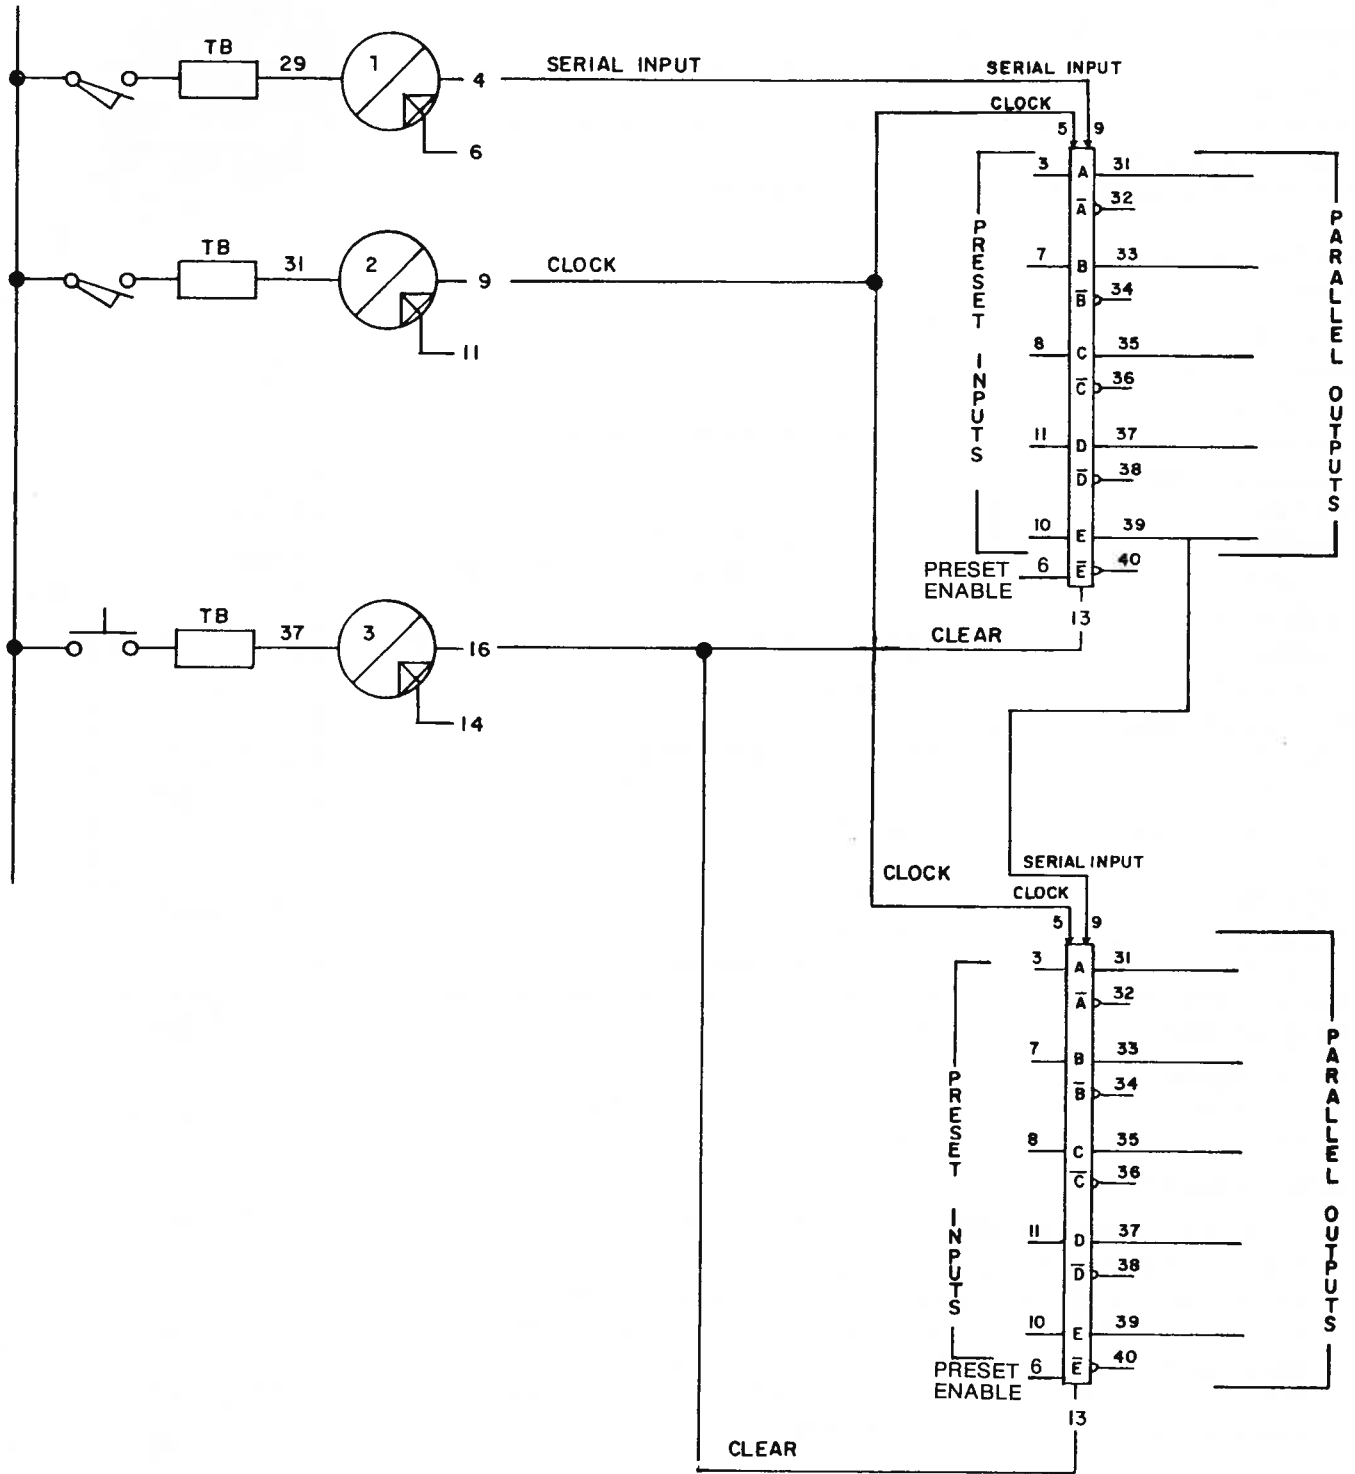 TB 29 1 4 SERIAL INPUT
6
SERIAL INPUT
CLOCK
5 9
TB 31 2 9 CLOCK
11
TB 37 3 16
14
PRESET INPUTS
3 A 31
A̅ 32
7 B 33
B̅ 34
8 C 35
C̅ 36
11 D 37
D̅ 38
10 E 39
PRESET ENABLE 6 E̅ 40
13
CLEAR
PARALLEL OUTPUTS
CLOCK
SERIAL INPUT
CLOCK
5 9
PRESET INPUTS
3 A 31
A̅ 32
7 B 33
B̅ 34
8 C 35
C̅ 36
11 D 37
D̅ 38
10 E 39
PRESET ENABLE 6 E̅ 40
13
CLEAR
PARALLEL OUTPUTS